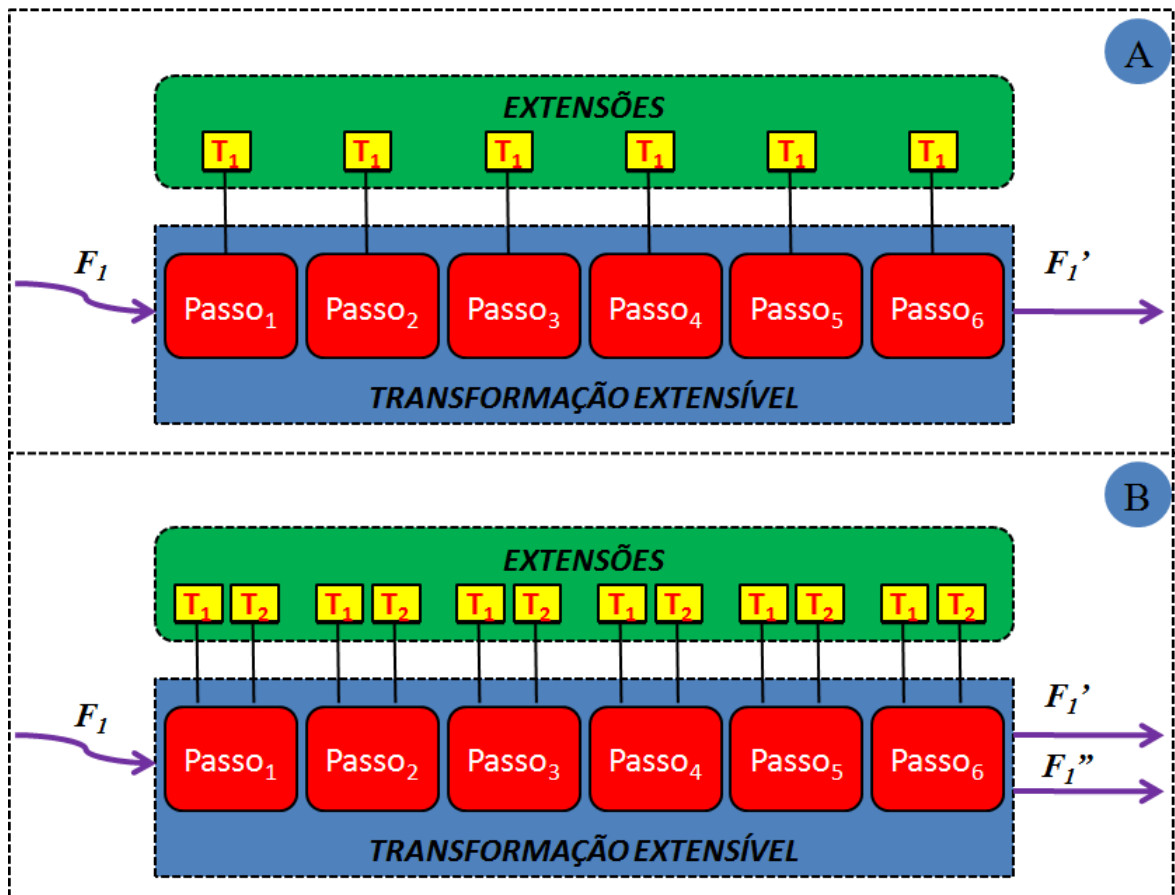 A
EXTENSÕES
T₁ T₁ T₁ T₁ T₁ T₁
F₁
F₁’
Passo₁ Passo₂ Passo₃ Passo₄ Passo₅ Passo₆
TRANSFORMAÇÃO EXTENSÍVEL
B
EXTENSÕES
T₁ T₂ T₁ T₂ T₁ T₂ T₁ T₂ T₁ T₂ T₁ T₂
F₁
F₁’
Passo₁ Passo₂ Passo₃ Passo₄ Passo₅ Passo₆
F₁”
TRANSFORMAÇÃO EXTENSÍVEL